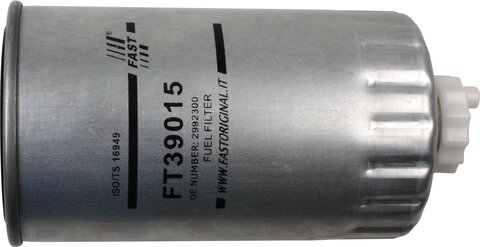 FAST
®
ISO/TS 16949
FT39015
OE NUMBER: 2992300
FUEL FILTER
WWW.FASTORIGINAL.IT